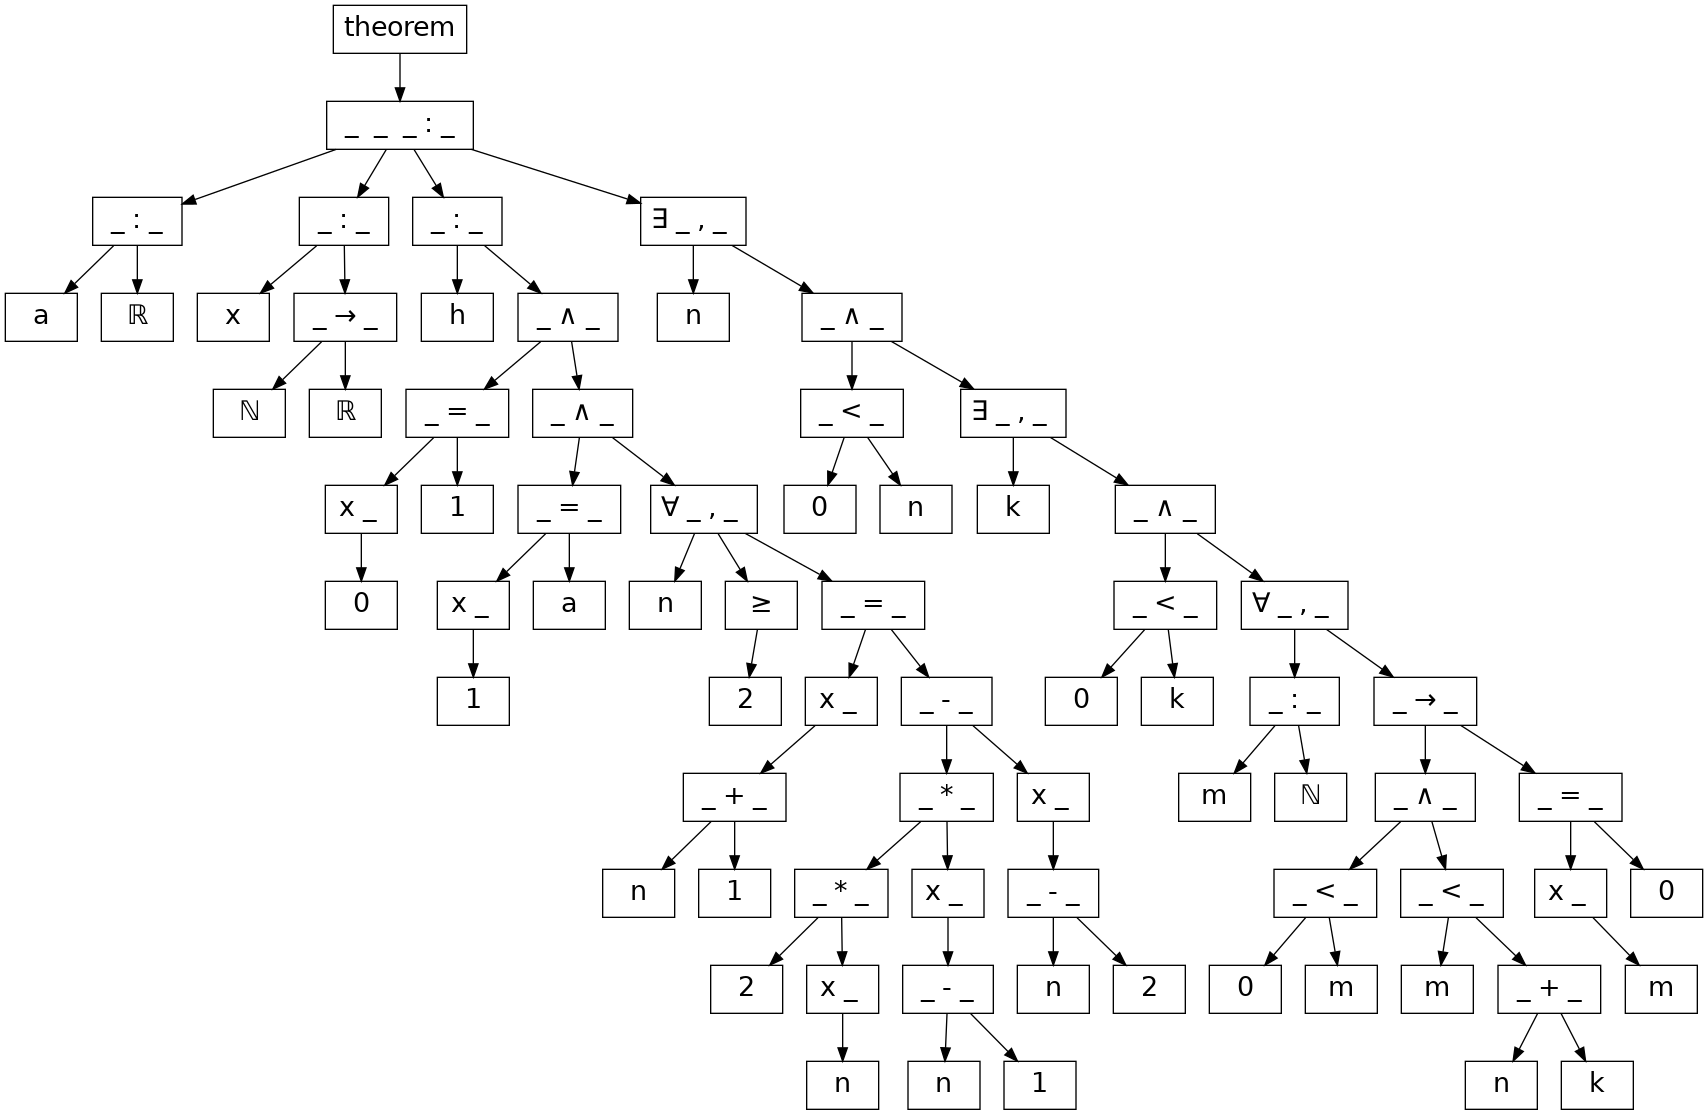 theorem
_ _ _ : _
_ : _ _ : _ _ : _ ∃ _ , _
a ℝ x _ → _ h _ ∧ _ n _ ∧ _
ℕ ℝ _ = _ _ ∧ _ _ < _ ∃ _ , _
x _ 1 _ = _ ∀ _ , _ 0 n k _ ∧ _
0 x _ a n ≥ _ = _ _ < _ ∀ _ , _
1 2 x _ _ - _ 0 k _ : _ _ → _
_ + _ _ * _ x _ m ℕ _ ∧ _ _ = _
n 1 _ * _ x _ _ - _ _ < _ _ < _ x _ 0
2 x _ _ - _ n 2 0 m m _ + _ m
n n 1 n k